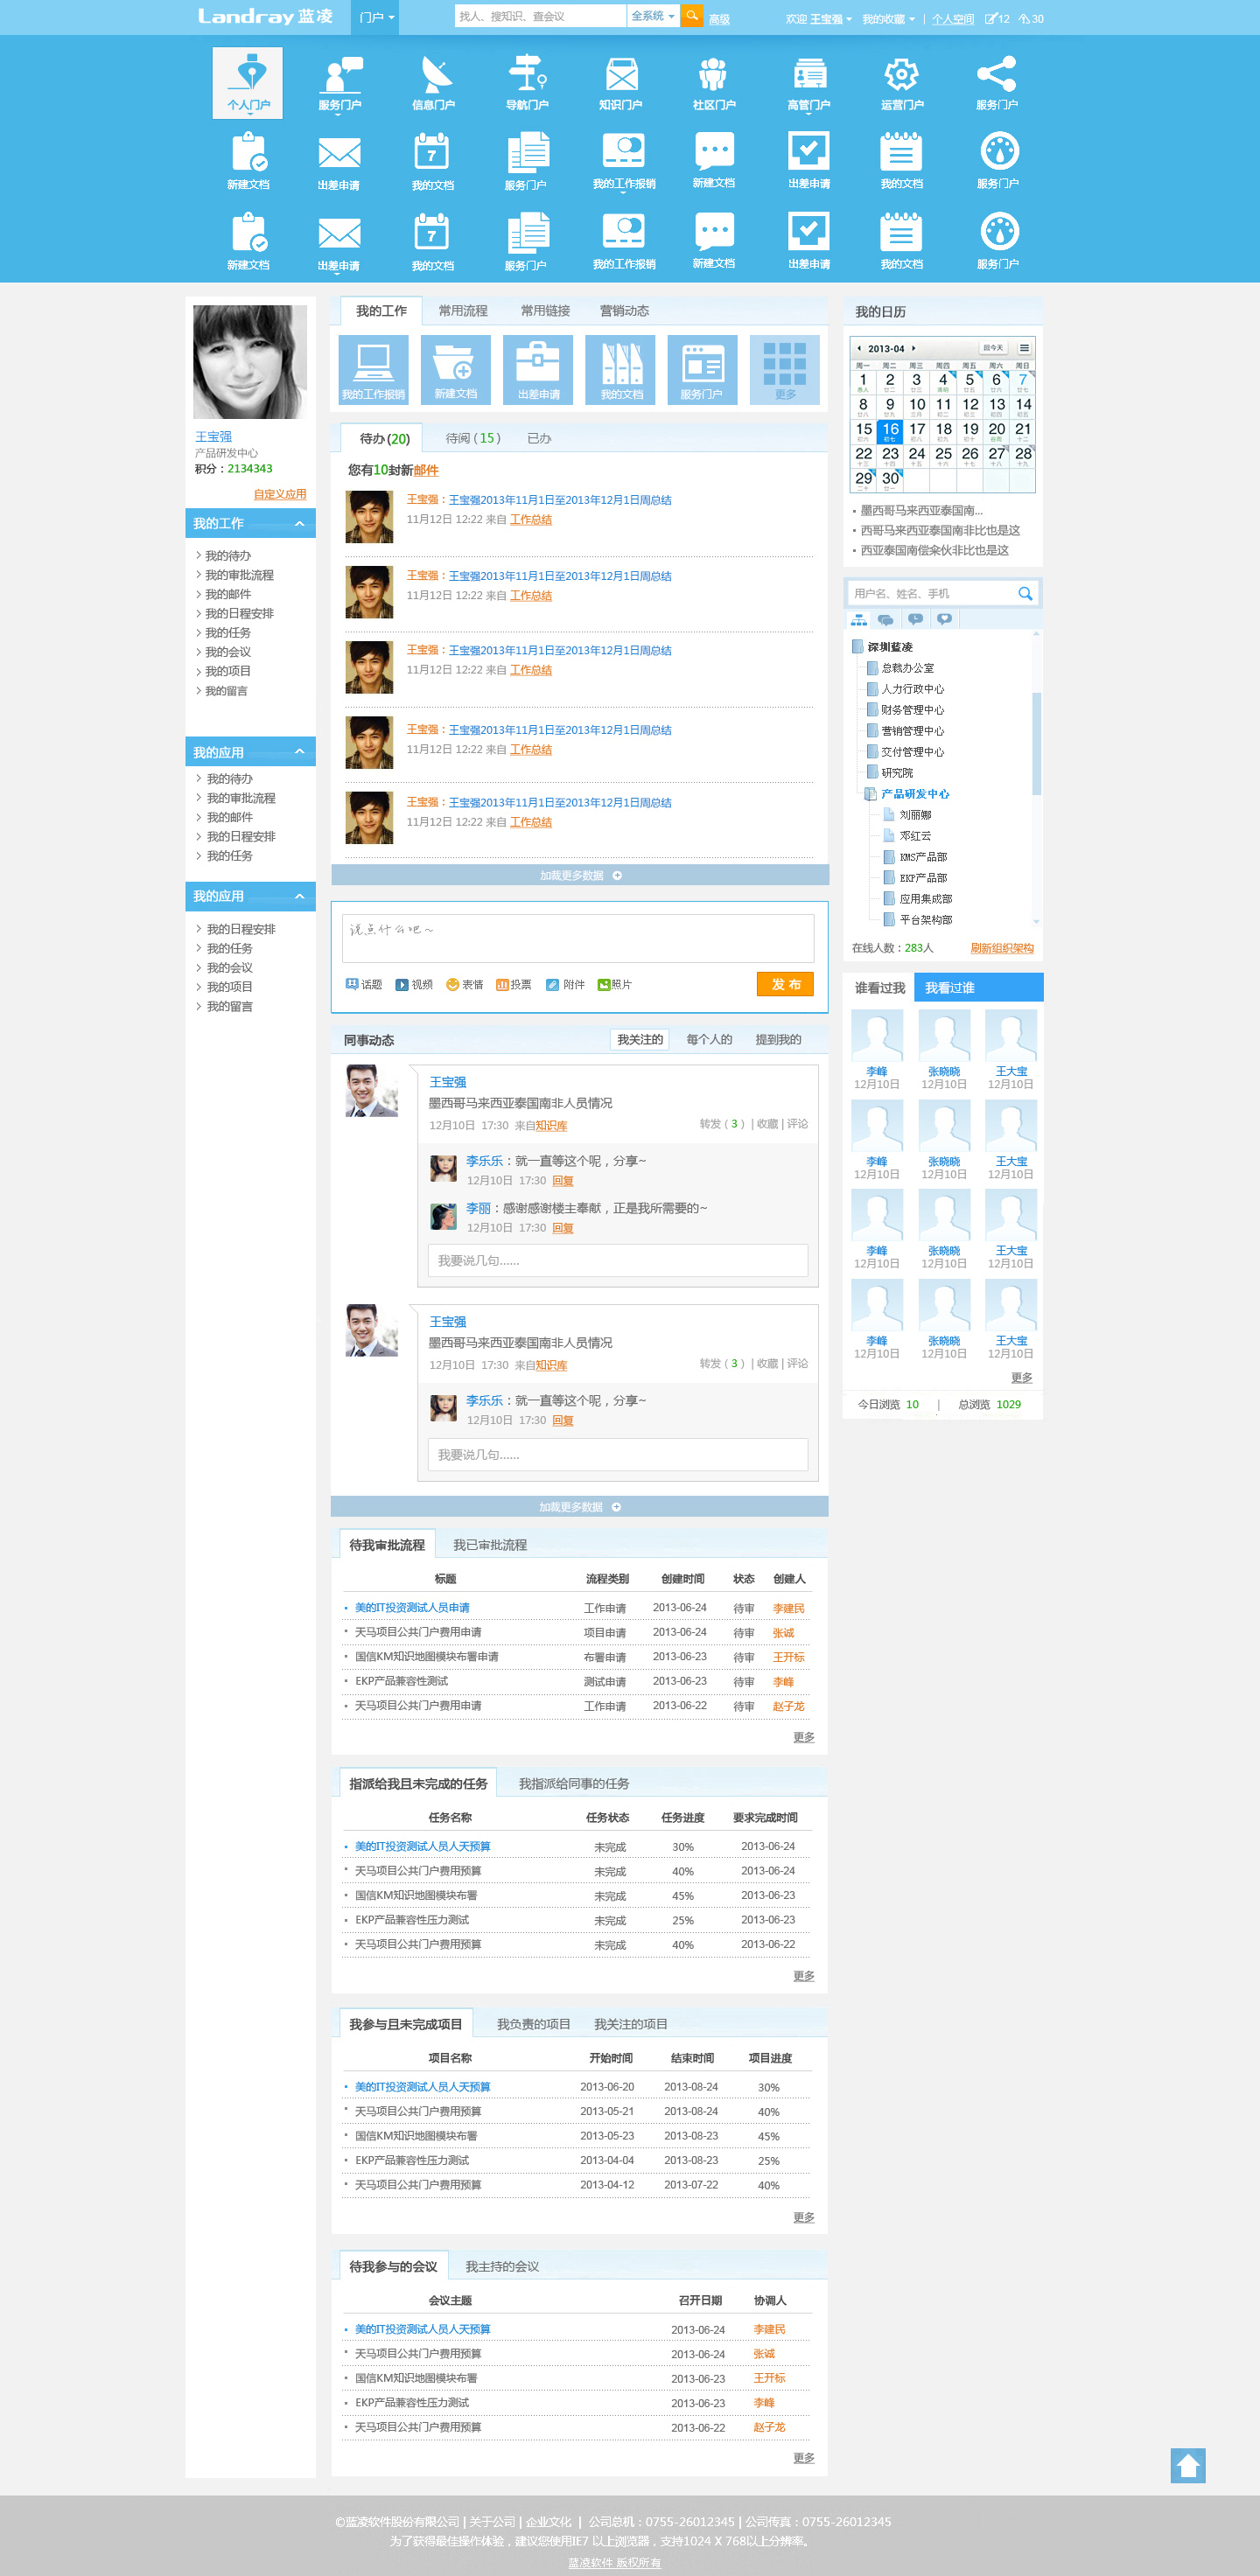 Landray 蓝凌 门户 找人、搜知识、查会议 全系统 高级 欢迎 王宝强 我的收藏 | 个人空间 12 30
个人门户 服务门户 信息门户 导航门户 知识门户 社区门户 高管门户 运营门户 服务门户
新建文档 出差申请 我的文档 服务门户 我的工作报销 新建文档 出差申请 我的文档 服务门户
新建文档 出差申请 我的文档 服务门户 我的工作报销 新建文档 出差申请 我的文档 服务门户
王宝强
产品研发中心
积分：2134343
自定义应用
我的工作
我的待办
我的审批流程
我的邮件
我的日程安排
我的任务
我的会议
我的项目
我的留言
我的应用
我的待办
我的审批流程
我的邮件
我的日程安排
我的任务
我的应用
我的日程安排
我的任务
我的会议
我的项目
我的留言
我的工作 常用流程 常用链接 营销动态
我的工作报销 新建文档 出差申请 我的文档 服务门户 更多
待办(20) 待阅(15) 已办
您有10封新邮件
王宝强：王宝强2013年11月1日至2013年12月1日周总结
11月12日 12:22 来自 工作总结
王宝强：王宝强2013年11月1日至2013年12月1日周总结
11月12日 12:22 来自 工作总结
王宝强：王宝强2013年11月1日至2013年12月1日周总结
11月12日 12:22 来自 工作总结
王宝强：王宝强2013年11月1日至2013年12月1日周总结
11月12日 12:22 来自 工作总结
王宝强：王宝强2013年11月1日至2013年12月1日周总结
11月12日 12:22 来自 工作总结
加裁更多数据
说点什么吧~
话题 视频 表情 投票 附件 照片 发 布
同事动态 我关注的 每个人的 提到我的
王宝强
墨西哥马来西亚泰国南非人员情况
12月10日 17:30 来自知识库 转发（3）| 收藏 | 评论
李乐乐：就一直等这个呢，分享~
12月10日 17:30 回复
李丽：感谢感谢楼主奉献，正是我所需要的~
12月10日 17:30 回复
我要说几句......
王宝强
墨西哥马来西亚泰国南非人员情况
12月10日 17:30 来自知识库 转发（3）| 收藏 | 评论
李乐乐：就一直等这个呢，分享~
12月10日 17:30 回复
我要说几句......
加裁更多数据
待我审批流程 我已审批流程
标题 流程类别 创建时间 状态 创建人
美的IT投资测试人员申请 工作申请 2013-06-24 待审 李建民
天马项目公共门户费用申请 项目申请 2013-06-24 待审 张诚
国信KM知识地图模块布署申请 布署申请 2013-06-23 待审 王开标
EKP产品兼容性测试 测试申请 2013-06-23 待审 李峰
天马项目公共门户费用申请 工作申请 2013-06-22 待审 赵子龙
更多
指派给我且未完成的任务 我指派给同事的任务
任务名称 任务状态 任务进度 要求完成时间
美的IT投资测试人员人天预算 未完成 30% 2013-06-24
天马项目公共门户费用预算 未完成 40% 2013-06-24
国信KM知识地图模块布署 未完成 45% 2013-06-23
EKP产品兼容性压力测试 未完成 25% 2013-06-23
天马项目公共门户费用预算 未完成 40% 2013-06-22
更多
我参与且未完成项目 我负责的项目 我关注的项目
项目名称 开始时间 结束时间 项目进度
美的IT投资测试人员人天预算 2013-06-20 2013-08-24 30%
天马项目公共门户费用预算 2013-05-21 2013-08-24 40%
国信KM知识地图模块布署 2013-05-23 2013-08-23 45%
EKP产品兼容性压力测试 2013-04-04 2013-08-23 25%
天马项目公共门户费用预算 2013-04-12 2013-07-22 40%
更多
待我参与的会议 我主持的会议
会议主题 召开日期 协调人
美的IT投资测试人员人天预算 2013-06-24 李建民
天马项目公共门户费用预算 2013-06-24 张诚
国信KM知识地图模块布署 2013-06-23 王开标
EKP产品兼容性压力测试 2013-06-23 李峰
天马项目公共门户费用预算 2013-06-22 赵子龙
更多
我的日历
2013-04 回今天
周一 周二 周三 周四 周五 周六 周日
1 2 3 4 5 6 7
8 9 10 11 12 13 14
15 16 17 18 19 20 21
22 23 24 25 26 27 28
29 30
墨西哥马来西亚泰国南...
西哥马来西亚泰国南非比也是这
西亚泰国南偿伞伙非比也是这
用户名、姓名、手机
深圳蓝凌
总裁办公室
人力行政中心
财务管理中心
营销管理中心
交付管理中心
研究院
产品研发中心
刘丽娜
邓红云
KMS产品部
EKP产品部
应用集成部
平台架构部
在线人数：283人 刷新组织架构
谁看过我 我看过谁
李峰 张晓晓 王大宝
12月10日 12月10日 12月10日
李峰 张晓晓 王大宝
12月10日 12月10日 12月10日
李峰 张晓晓 王大宝
12月10日 12月10日 12月10日
李峰 张晓晓 王大宝
12月10日 12月10日 12月10日
更多
今日浏览 10 | 总浏览 1029
©蓝凌软件股份有限公司 | 关于公司 | 企业文化 | 公司总机：0755-26012345 | 公司传真：0755-26012345
为了获得最佳操作体验，建议您使用IE7 以上浏览器，支持1024 X 768以上分辨率。
蓝凌软件 版权所有